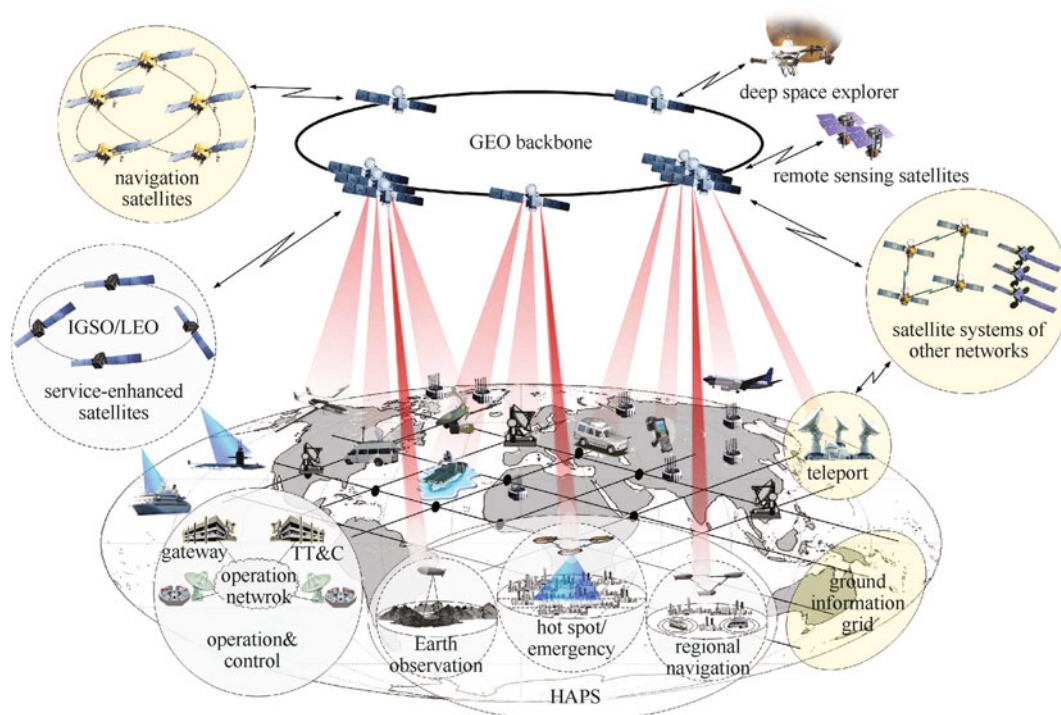 deep space explorer
GEO backbone
navigation
satellites
remote sensing satellites
IGSO/LEO
service-enhanced
satellites
satellite systems of
other networks
teleport
gateway
TT&C
operation
netwrok
operation&
control
Earth
observation
hot spot/
emergency
regional
navigation
ground
information
grid
HAPS